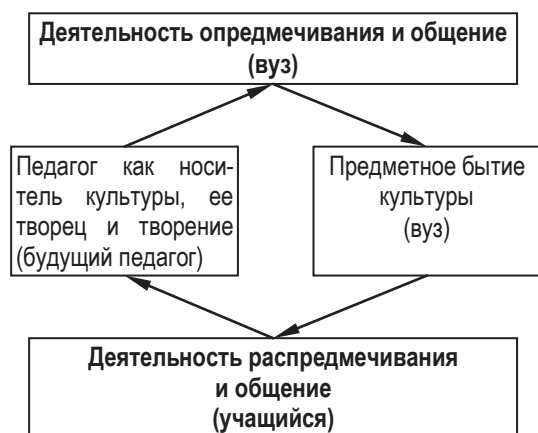 Деятельность опредмечивания и общение
(вуз)
Педагог как носи-
тель культуры, ее
творец и творение
(будущий педагог)
Предметное бытие
культуры
(вуз)
Деятельность распредмечивания
и общение
(учащийся)